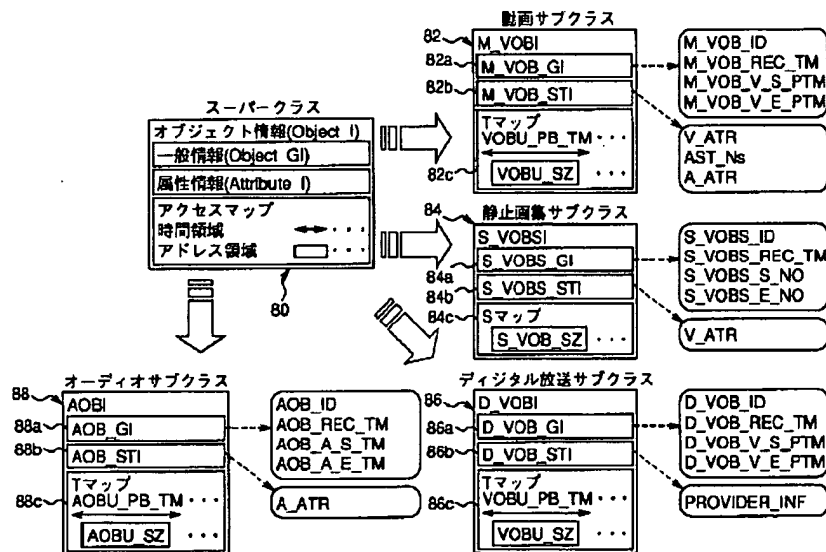 スーパークラス
オブジェクト情報(Object_I)
一般情報(Object_GI)
属性情報(Attribute_I)
アクセスマップ
時間領域 ・・・
アドレス領域 ・・・
80
動画サブクラス
82
M_VOBI
82a
M_VOB_GI
82b
M_VOB_STI
Tマップ
VOBU_PB_TM ・・・
82c
VOBU_SZ ・・・
M_VOB_ID
M_VOB_REC_TM
M_VOB_V_S_PTM
M_VOB_V_E_PTM
V_ATR
AST_Ns
A_ATR
静止画集サブクラス
84
S_VOBSI
84a
S_VOBS_GI
84b
S_VOBS_STI
84c
Sマップ
S_VOB_SZ ・・・
S_VOBS_ID
S_VOBS_REC_TM
S_VOBS_S_NO
S_VOBS_E_NO
V_ATR
オーディオサブクラス
88
AOBI
88a
AOB_GI
88b
AOB_STI
88c
Tマップ
AOBU_PB_TM ・・・
AOBU_SZ ・・・
AOB_ID
AOB_REC_TM
AOB_A_S_TM
AOB_A_E_TM
A_ATR
ディジタル放送サブクラス
86
D_VOBI
86a
D_VOB_GI
86b
D_VOB_STI
86c
Tマップ
VOBU_PB_TM ・・・
VOBU_SZ ・・・
D_VOB_ID
D_VOB_REC_TM
D_VOB_V_S_PTM
D_VOB_V_E_PTM
PROVIDER_INF